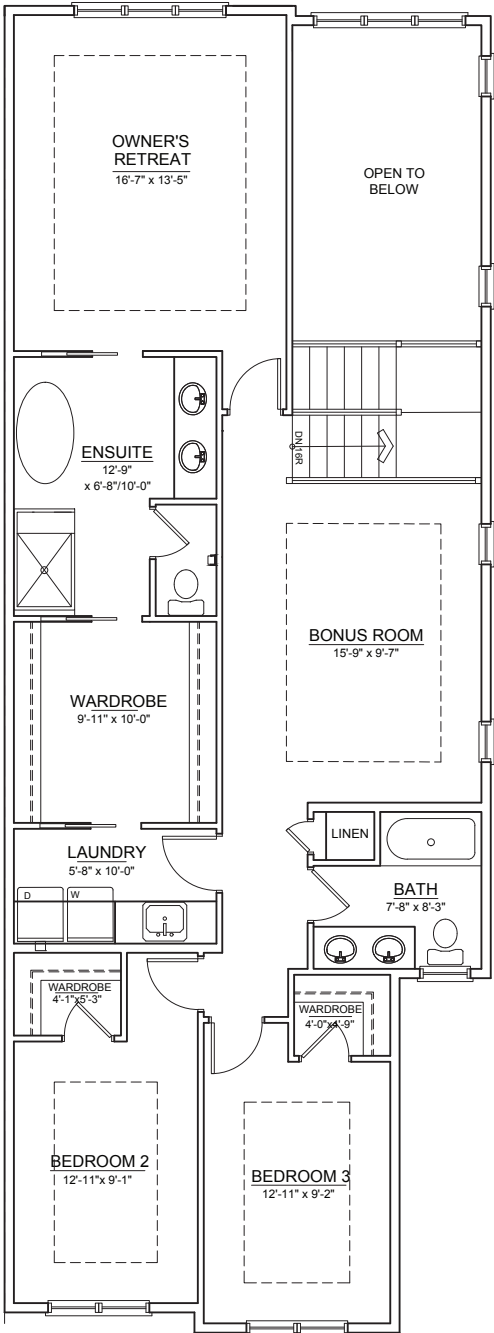 OWNER'S
RETREAT
16'-7" x 13'-5"
OPEN TO
BELOW
DN 16R
ENSUITE
12'-9"
x 6'-8"/10'-0"
BONUS ROOM
15'-9" x 9'-7"
WARDROBE
9'-11" x 10'-0"
LINEN
LAUNDRY
5'-8" x 10'-0"
D
W
BATH
7'-8" x 8'-3"
WARDROBE
4'-1"x5'-3"
WARDROBE
4'-0"x4'-9"
BEDROOM 2
12'-11"x 9'-1"
BEDROOM 3
12'-11" x 9'-2"